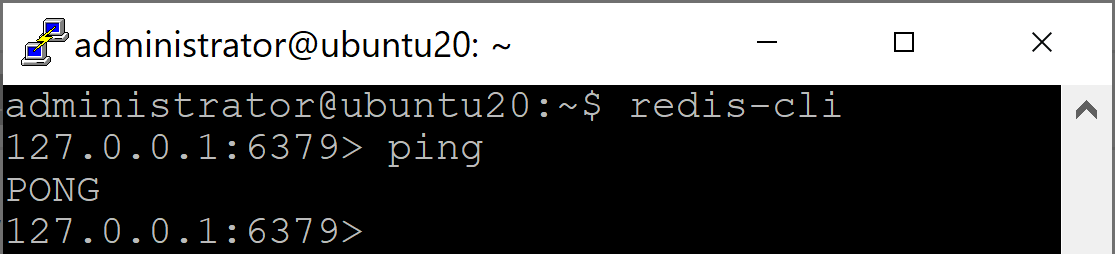 administrator@ubuntu20: ~
administrator@ubuntu20:~$ redis-cli
127.0.0.1:6379> ping
PONG
127.0.0.1:6379>